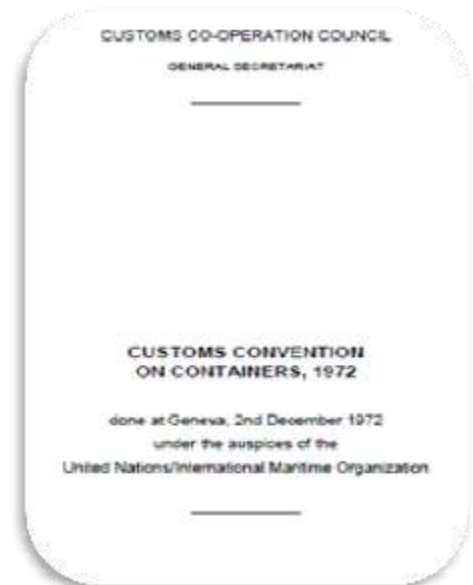 CUSTOMS CO-OPERATION COUNCIL
GENERAL SECRETARIAT
CUSTOMS CONVENTION
ON CONTAINERS, 1972
done at Geneva, 2nd December 1972
under the auspices of the
United Nations/International Maritime Organization